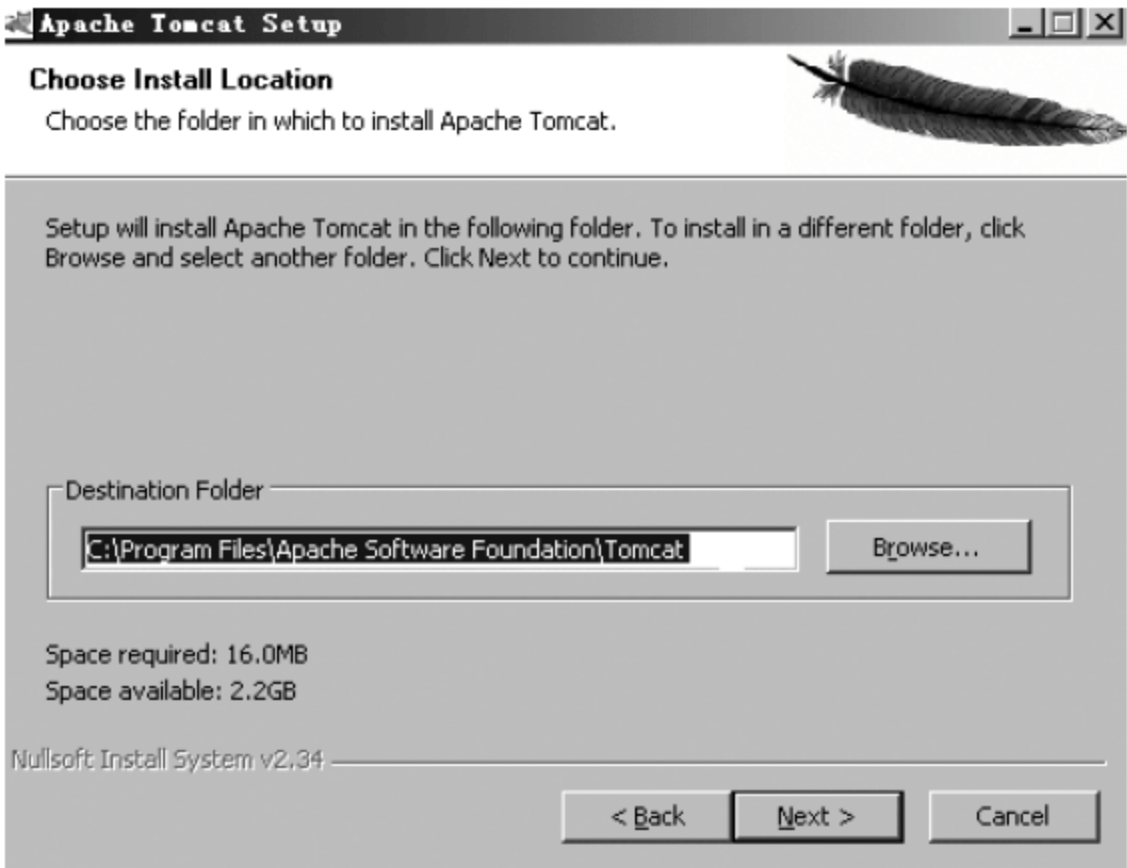 Apache Tomcat Setup
Choose Install Location
Choose the folder in which to install Apache Tomcat.
Setup will install Apache Tomcat in the following folder. To install in a different folder, click
Browse and select another folder. Click Next to continue.
Destination Folder
C:\Program Files\Apache Software Foundation\Tomcat
Browse...
Space required: 16.0MB
Space available: 2.2GB
Nullsoft Install System v2.34
< Back
Next >
Cancel